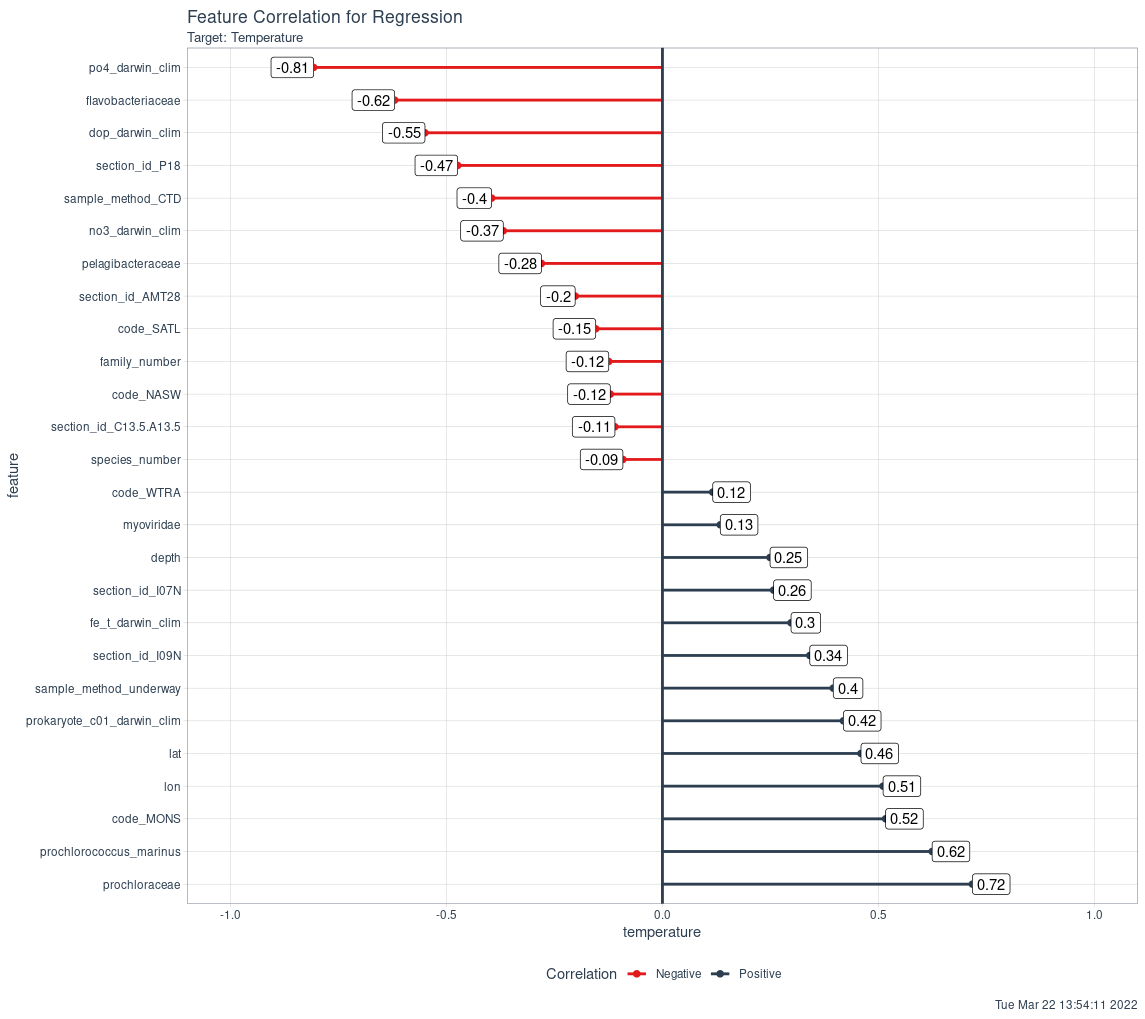 Feature Correlation for Regression
Target: Temperature
po4_darwin_clim -0.81
flavobacteriaceae -0.62
dop_darwin_clim -0.55
section_id_P18 -0.47
sample_method_CTD -0.4
no3_darwin_clim -0.37
pelagibacteraceae -0.28
section_id_AMT28 -0.2
code_SATL -0.15
family_number -0.12
code_NASW -0.12
section_id_C13.5.A13.5 -0.11
species_number -0.09
code_WTRA 0.12
myoviridae 0.13
depth 0.25
section_id_I07N 0.26
fe_t_darwin_clim 0.3
section_id_I09N 0.34
sample_method_underway 0.4
prokaryote_c01_darwin_clim 0.42
lat 0.46
lon 0.51
code_MONS 0.52
prochlorococcus_marinus 0.62
prochloraceae 0.72
feature
-1.0 -0.5 0.0 0.5 1.0
temperature
Correlation Negative Positive
Tue Mar 22 13:54:11 2022